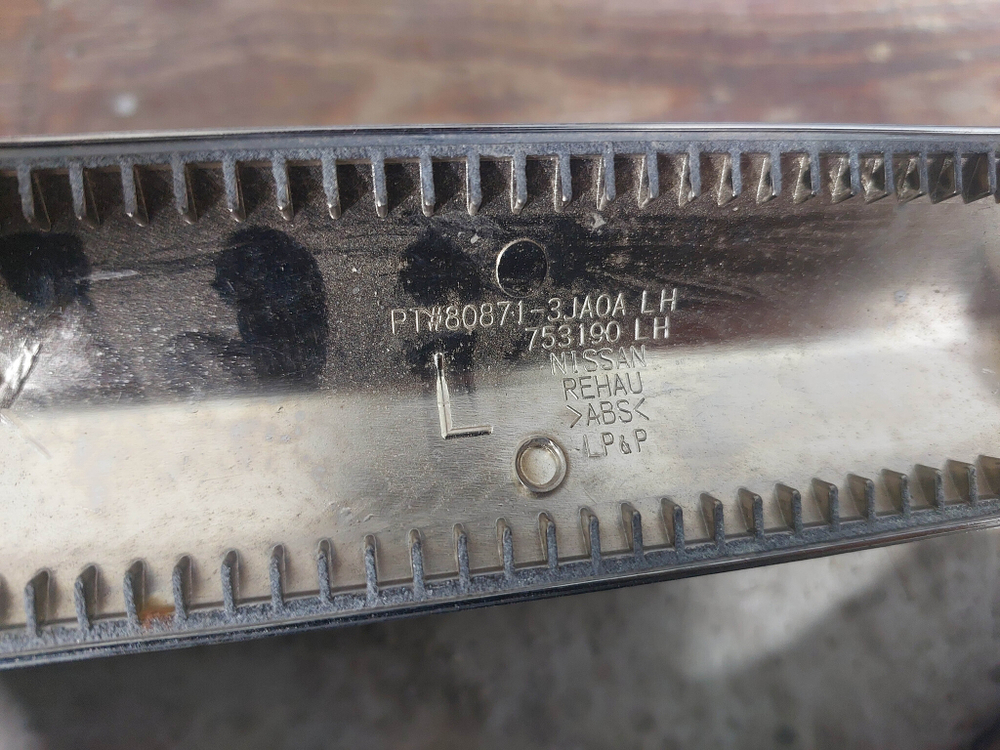 PT#80871-3JA0A LH
753190 LH
NISSAN
REHAU
>ABS<
LP&P
L